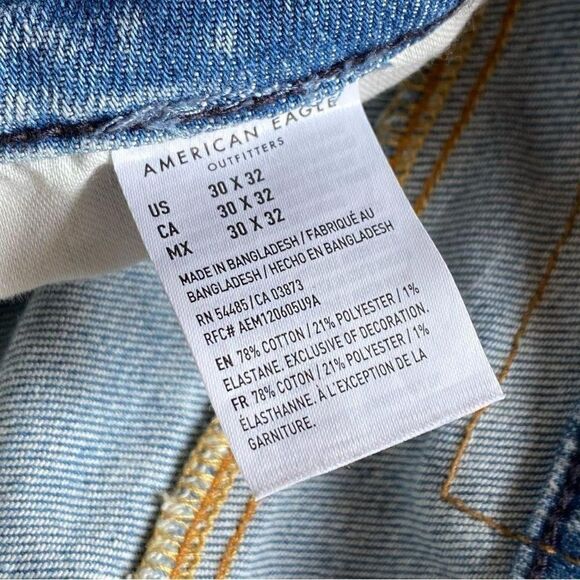 AMERICAN EAGLE
OUTFITTERS
US 30 X 32
CA 30 X 32
MX 30 X 32
MADE IN BANGLADESH / FABRIQUÉ AU
BANGLADESH / HECHO EN BANGLADESH
RN 54485 / CA 03873
RFC# AEM120605U9A
EN 78% COTTON / 21% POLYESTER / 1%
ELASTANE. EXCLUSIVE OF DECORATION.
FR 78% COTON / 21% POLYESTER / 1%
ÉLASTHANNE. À L'EXCEPTION DE LA
GARNITURE.